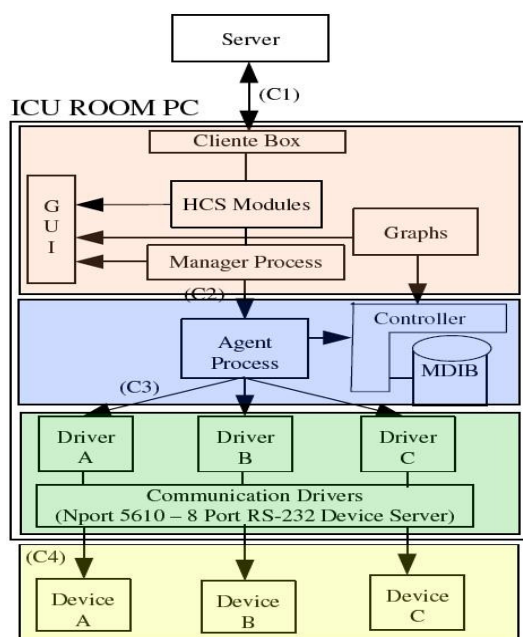 Server
(C1)
ICU ROOM PC
Cliente Box
G
U
I
HCS Modules
Graphs
Manager Process
(C2)
Controller
Agent
Process
MDIB
(C3)
Driver
A
Driver
B
Driver
C
Communication Drivers
(Nport 5610 – 8 Port RS-232 Device Server)
(C4)
Device
A
Device
B
Device
C